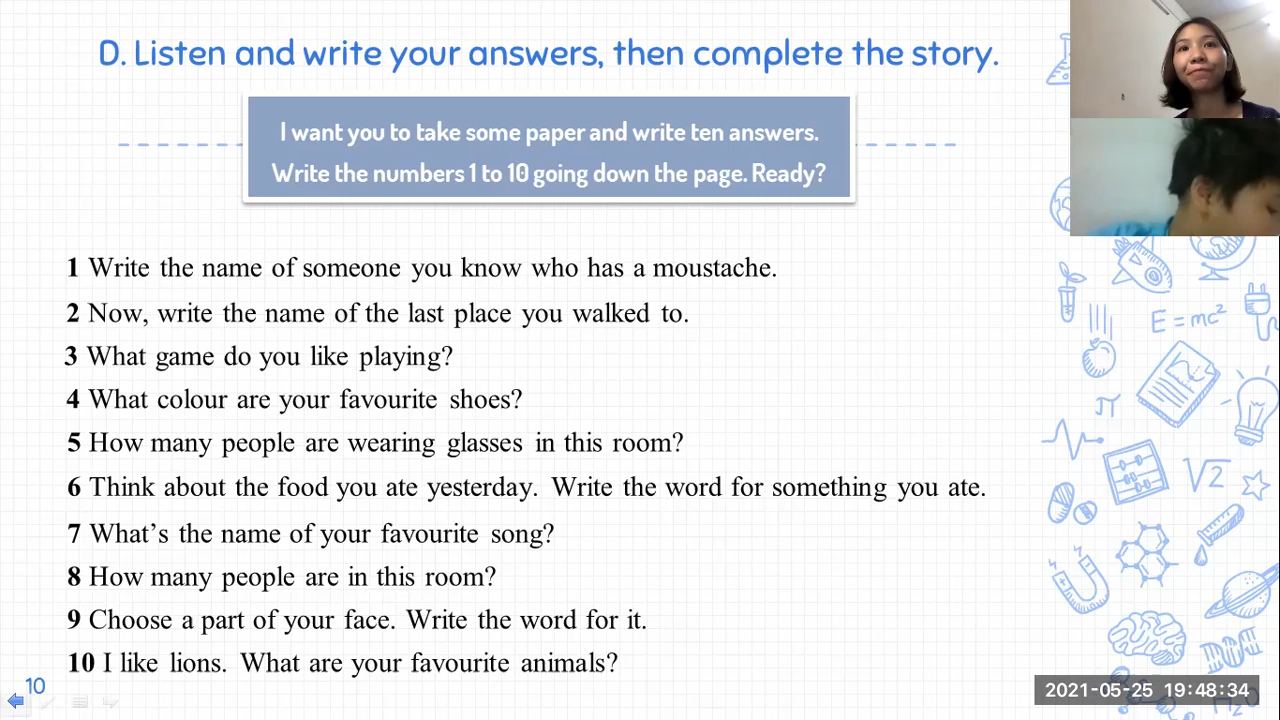 D. Listen and write your answers, then complete the story.
I want you to take some paper and write ten answers.
Write the numbers 1 to 10 going down the page. Ready?
1 Write the name of someone you know who has a moustache.
2 Now, write the name of the last place you walked to.
3 What game do you like playing?
4 What colour are your favourite shoes?
5 How many people are wearing glasses in this room?
6 Think about the food you ate yesterday. Write the word for something you ate.
7 What’s the name of your favourite song?
8 How many people are in this room?
9 Choose a part of your face. Write the word for it.
10 I like lions. What are your favourite animals?
E = mc²
π
√2
10
2021-05-25 19:48:34
H₂O